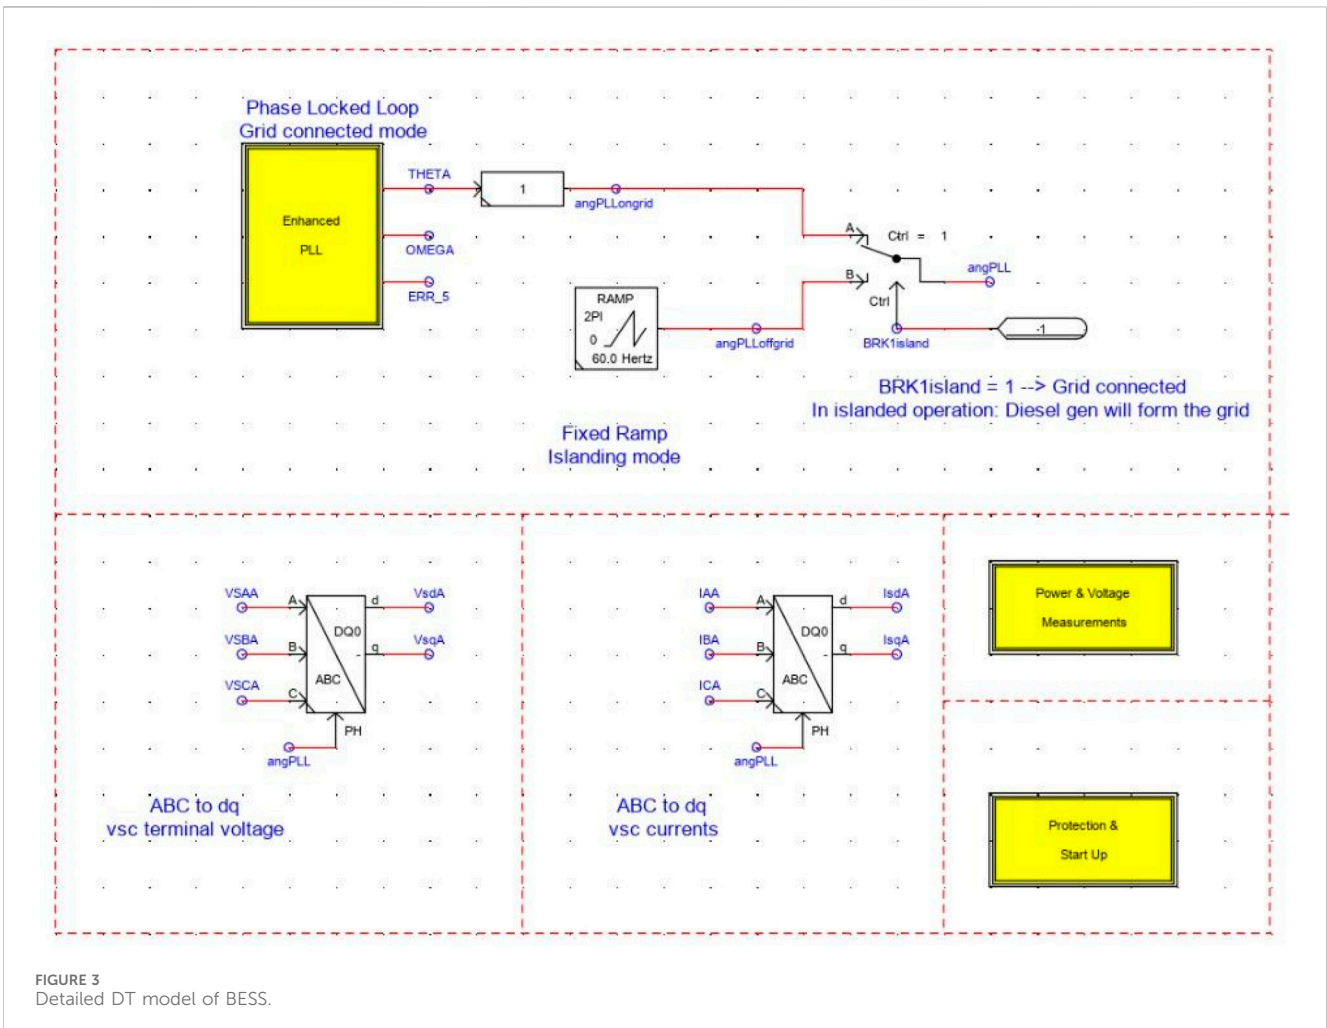 Phase Locked Loop
Grid connected mode
Enhanced
PLL
THETA
OMEGA
ERR_5
1
angPLLongrid
RAMP
2PI
0
60.0 Hertz
angPLLoffgrid
A
B
Ctrl = 1
Ctrl
angPLL
BRK1island
-1
BRK1island = 1 --> Grid connected
In islanded operation: Diesel gen will form the grid
Fixed Ramp
Islanding mode
VSAA
VSBA
VSCA
A
B
C
d
q
DQ0
ABC
PH
VsdA
VsqA
angPLL
ABC to dq
vsc terminal voltage
IAA
IBA
ICA
A
B
C
d
q
DQ0
ABC
PH
IsdA
IsqA
angPLL
ABC to dq
vsc currents
Power & Voltage
Measurements
Protection &
Start Up
FIGURE 3
Detailed DT model of BESS.